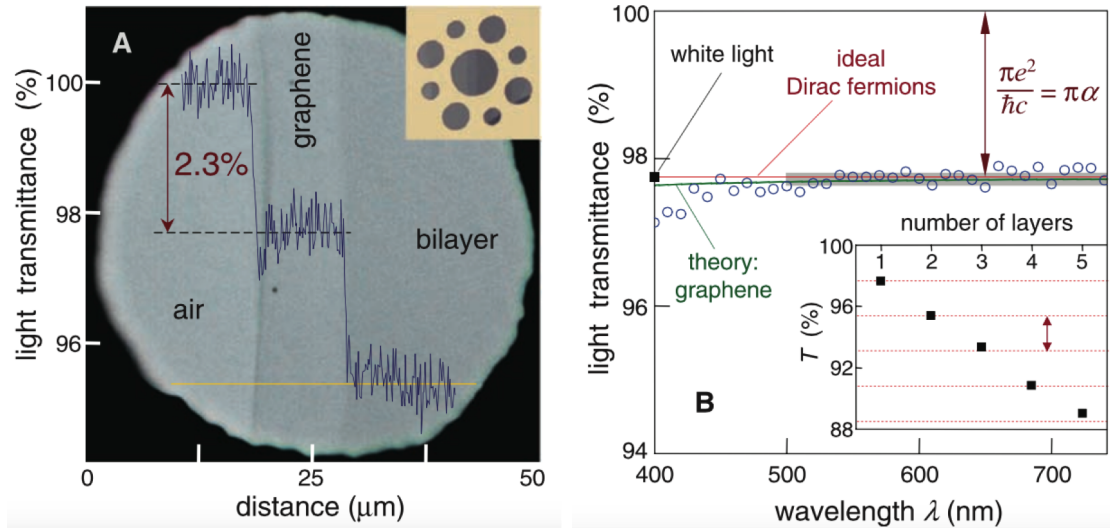 A
light transmittance (%)
100
98
96
2.3%
graphene
bilayer
air
0
25
50
distance (μm)
light transmittance (%)
100
98
96
94
white light
ideal
Dirac fermions
πe²/ħc = πα
theory:
graphene
B
number of layers
1 2 3 4 5
T (%)
100
96
92
88
400 500 600 700
wavelength λ (nm)